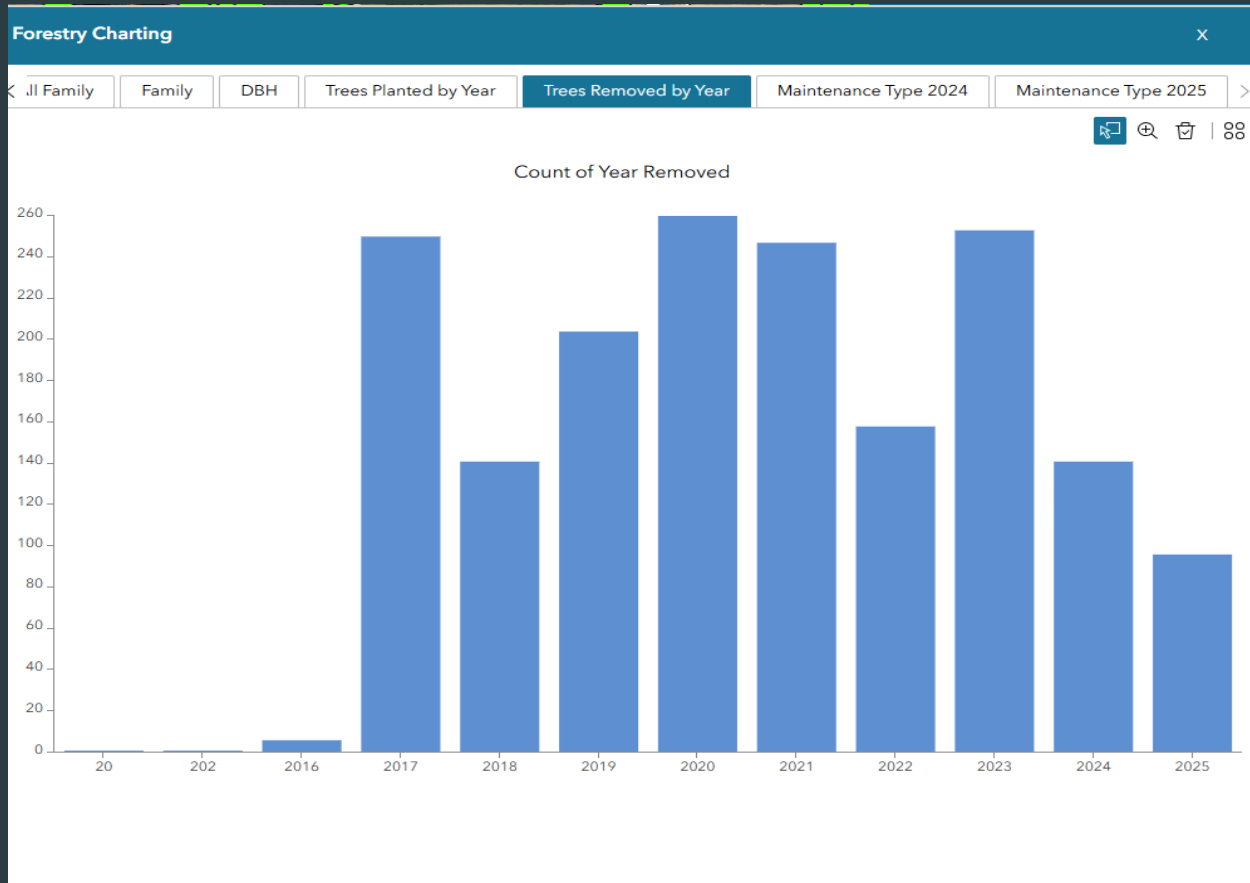 Forestry Charting
X
ll Family
Family
DBH
Trees Planted by Year
Trees Removed by Year
Maintenance Type 2024
Maintenance Type 2025
Count of Year Removed
260
240
220
200
180
160
140
120
100
80
60
40
20
0
20 202 2016 2017 2018 2019 2020 2021 2022 2023 2024 2025